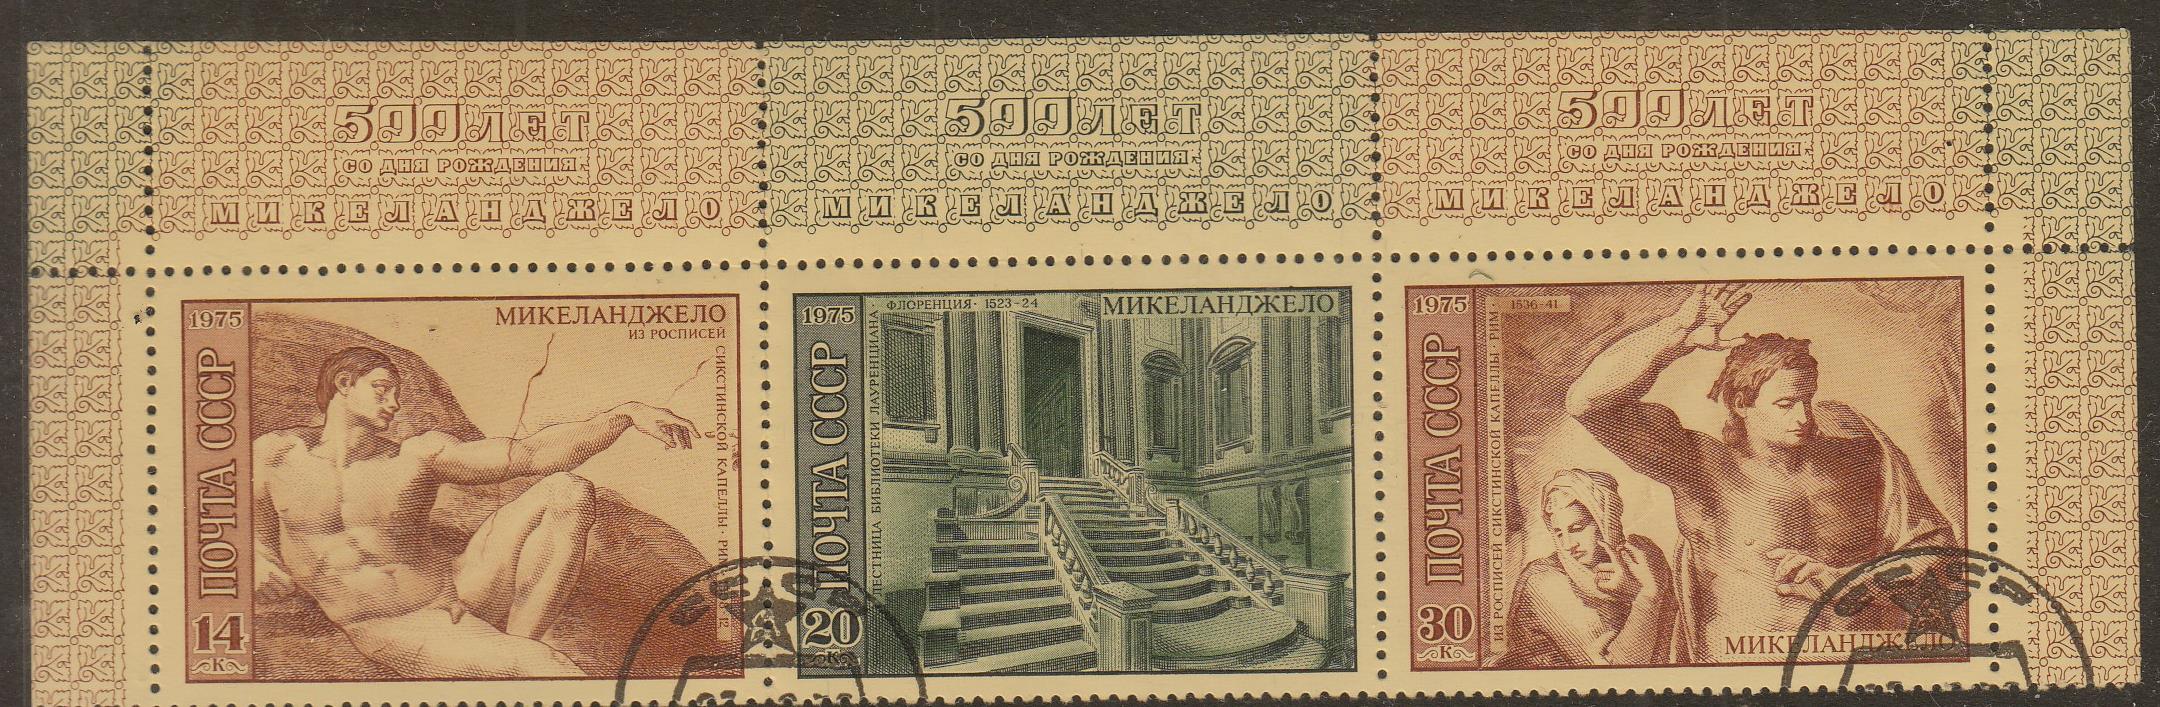 500 ЛЕТ
СО ДНЯ РОЖДЕНИЯ
МИКЕЛАНДЖЕЛО
500 ЛЕТ
СО ДНЯ РОЖДЕНИЯ
МИКЕЛАНДЖЕЛО
500 ЛЕТ
СО ДНЯ РОЖДЕНИЯ
МИКЕЛАНДЖЕЛО
1975
ПОЧТА СССР
14
К
МИКЕЛАНДЖЕЛО
ИЗ РОСПИСЕЙ
СИКСТИНСКОЙ КАПЕЛЛЫ · РИМ
1975
ПОЧТА СССР
20
К
ФЛОРЕНЦИЯ · 1523-24
МИКЕЛАНДЖЕЛО
ЛЕСТНИЦА БИБЛИОТЕКИ ЛАУРЕНЦИАНА ·
1975
ПОЧТА СССР
30
К
1536-41
ИЗ РОСПИСЕЙ СИКСТИНСКОЙ КАПЕЛЛЫ · РИМ ·
МИКЕЛАНДЖЕЛО
СССР
СССР